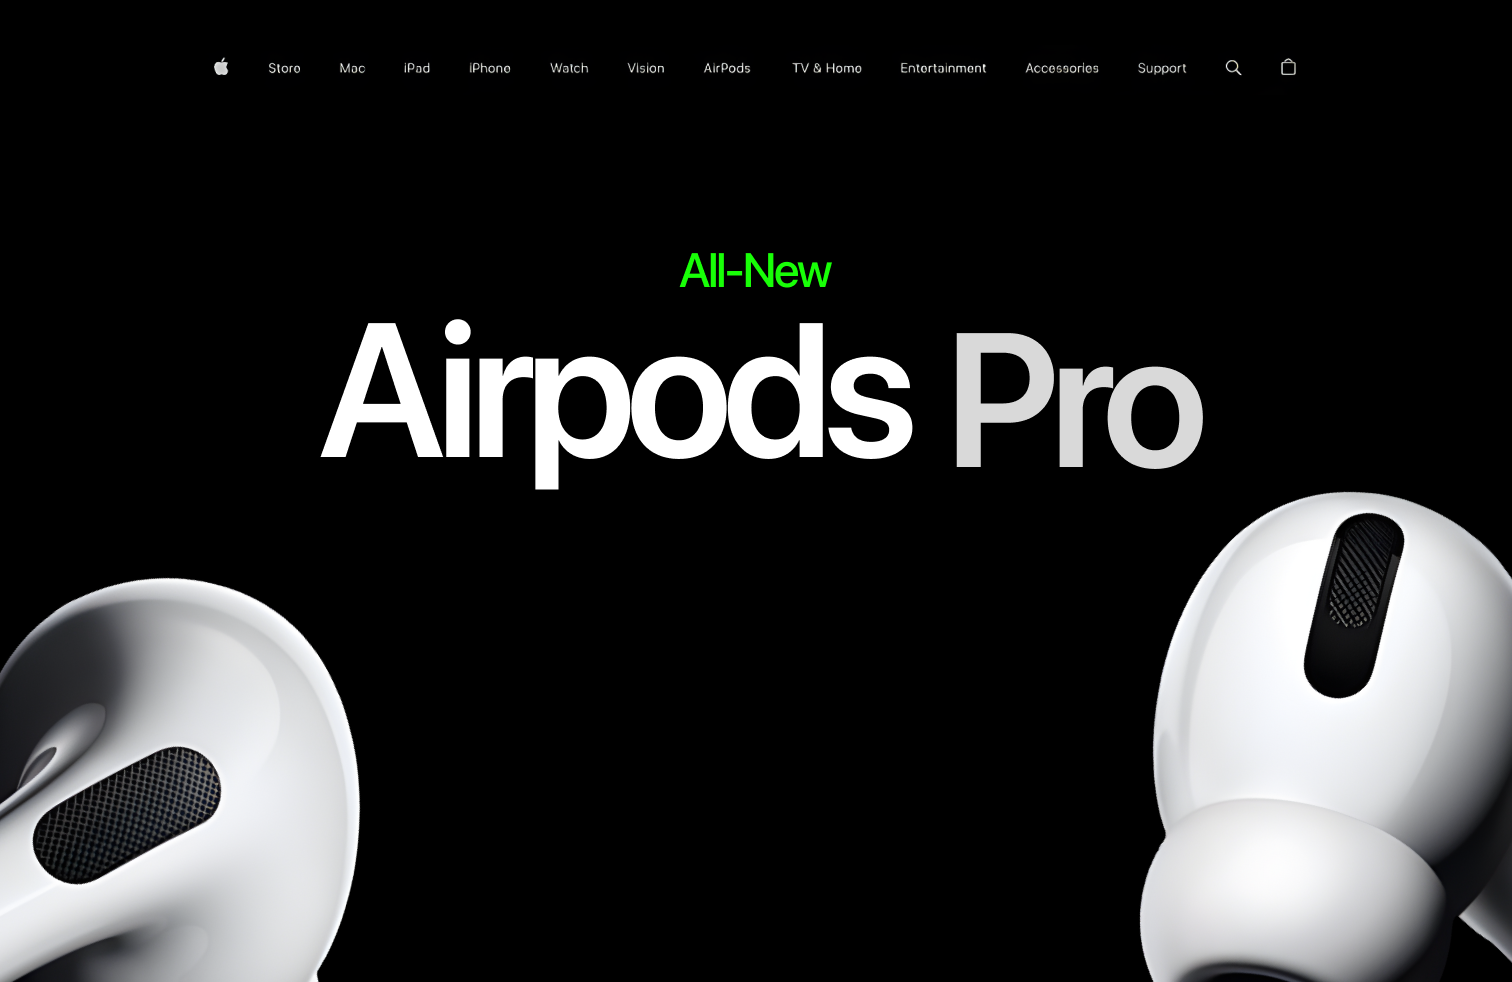 Store Mac iPad iPhone Watch Vision AirPods TV & Home Entertainment Accessories Support
All-New
Airpods Pro